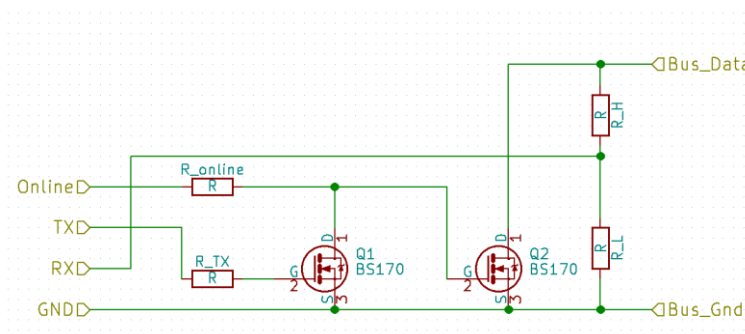 Bus_Data
R
R_H
R_online
R
Online
TX
RX
GND
R_TX
R
D
1
G
2
S
3
Q1
BS170
D
1
G
2
S
3
Q2
BS170
R
R_L
Bus_Gnd